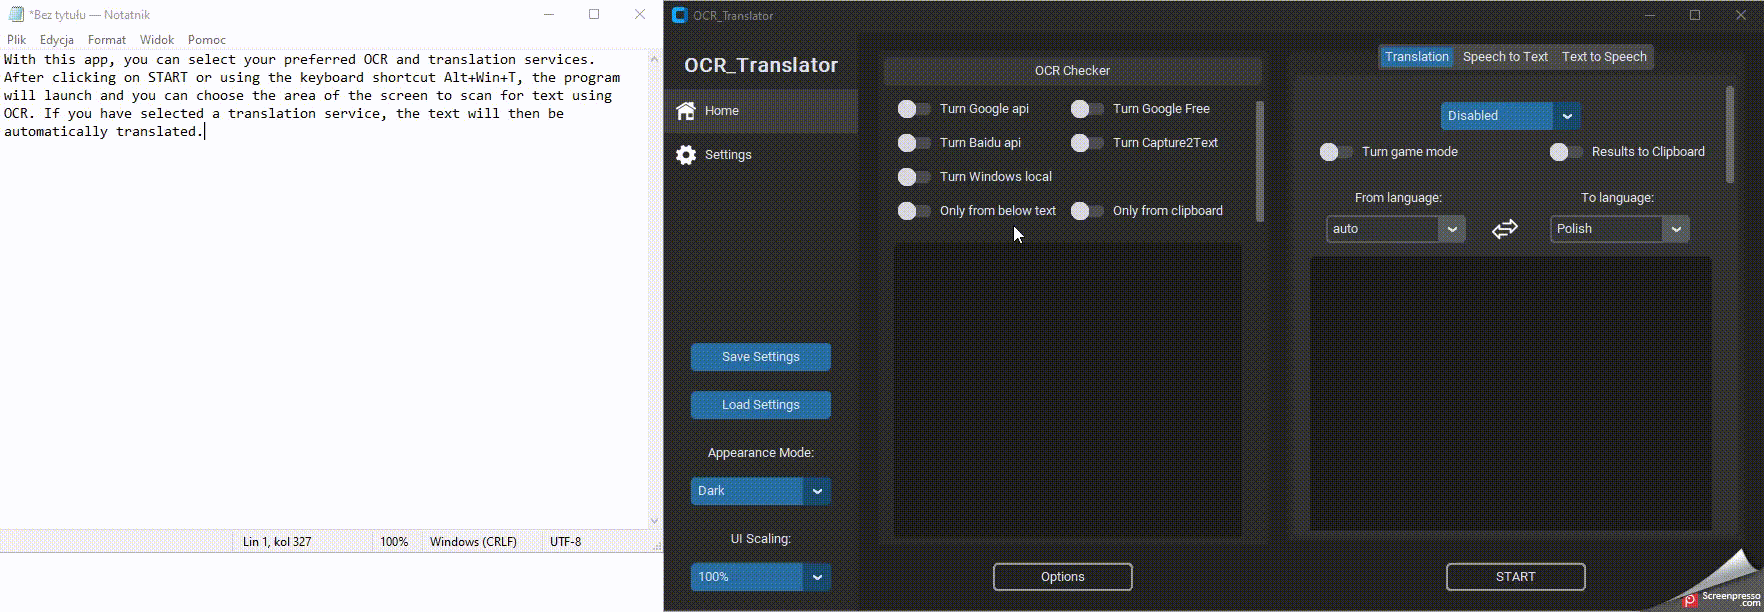 *Bez tytułu — Notatnik
Plik Edycja Format Widok Pomoc
With this app, you can select your preferred OCR and translation services.
After clicking on START or using the keyboard shortcut Alt+Win+T, the program
will launch and you can choose the area of the screen to scan for text using
OCR. If you have selected a translation service, the text will then be
automatically translated.
Lin 1, kol 327 100% Windows (CRLF) UTF-8
OCR_Translator
OCR_Translator
Home
Settings
Save Settings
Load Settings
Appearance Mode:
Dark
UI Scaling:
100%
OCR Checker
Turn Google api Turn Google Free
Turn Baidu api Turn Capture2Text
Turn Windows local
Only from below text Only from clipboard
Options
Translation Speech to Text Text to Speech
Disabled
Turn game mode Results to Clipboard
From language: To language:
auto Polish
START
Screenpresso
.com